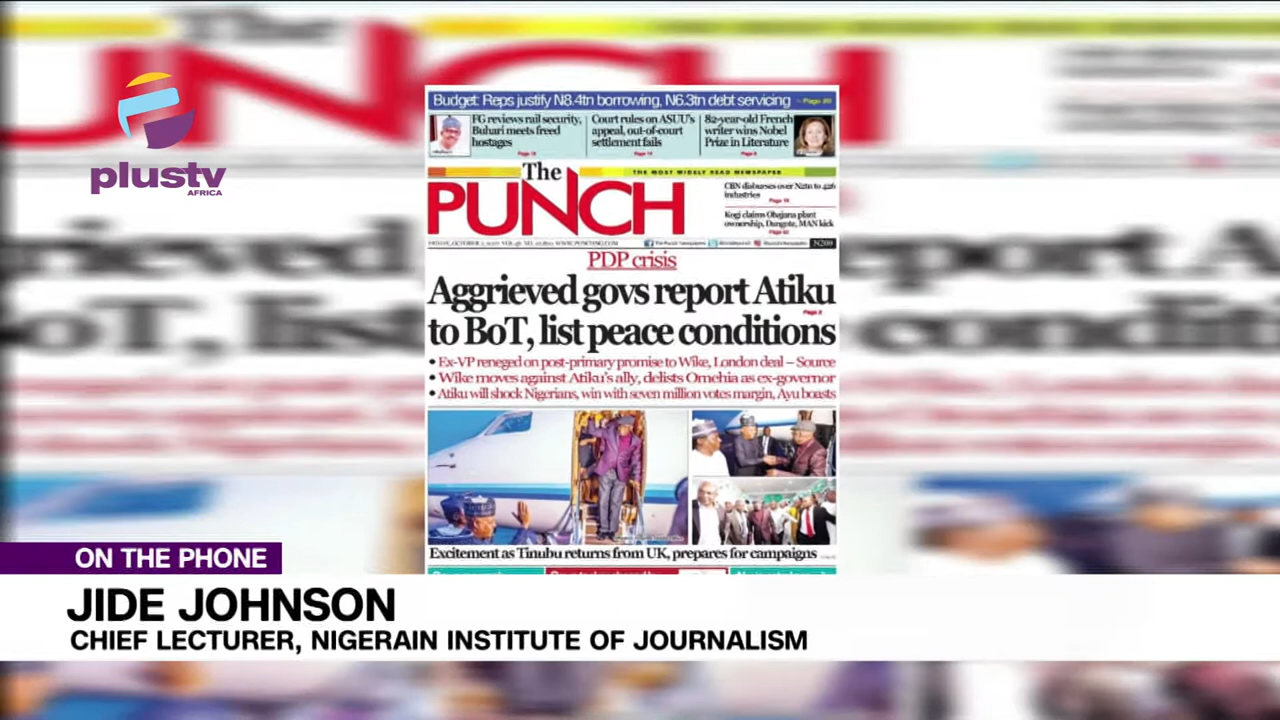 plustv
AFRICA
Budget: Reps justify N8.4tn borrowing, N6.3tn debt servicing – Page 20
FG reviews rail security,
Buhari meets freed
hostages
Court rules on ASUU's
appeal, out-of-court
settlement fails
82-year-old French
writer wins Nobel
Prize in Literature
The
PUNCH
THE MOST WIDELY READ NEWSPAPER
CBN disburses over N2tn to 426
industries
Kogi claims Obajana plant
ownership, Dangote, MAN kick
N200
PDP crisis
Aggrieved govs report Atiku
to BoT, list peace conditions
• Ex-VP reneged on post-primary promise to Wike, London deal – Source
• Wike moves against Atiku's ally, delists Omehia as ex-governor
• Atiku will shock Nigerians, win with seven million votes margin, Ayu boasts
Excitement as Tinubu returns from UK, prepares for campaigns
ON THE PHONE
JIDE JOHNSON
CHIEF LECTURER, NIGERAIN INSTITUTE OF JOURNALISM